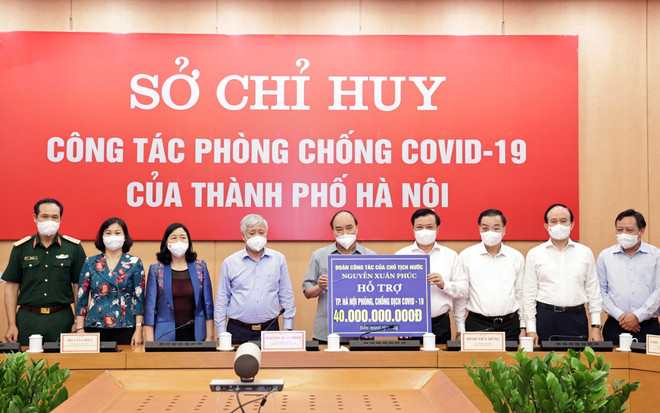 SỞ CHỈ HUY
CÔNG TÁC PHÒNG CHỐNG COVID-19
CỦA THÀNH PHỐ HÀ NỘI
ĐOÀN CÔNG TÁC CỦA CHỦ TỊCH NƯỚC
NGUYỄN XUÂN PHÚC
HỖ TRỢ
TP. HÀ NỘI PHÒNG, CHỐNG DỊCH COVID - 19
40.000.000.000Đ